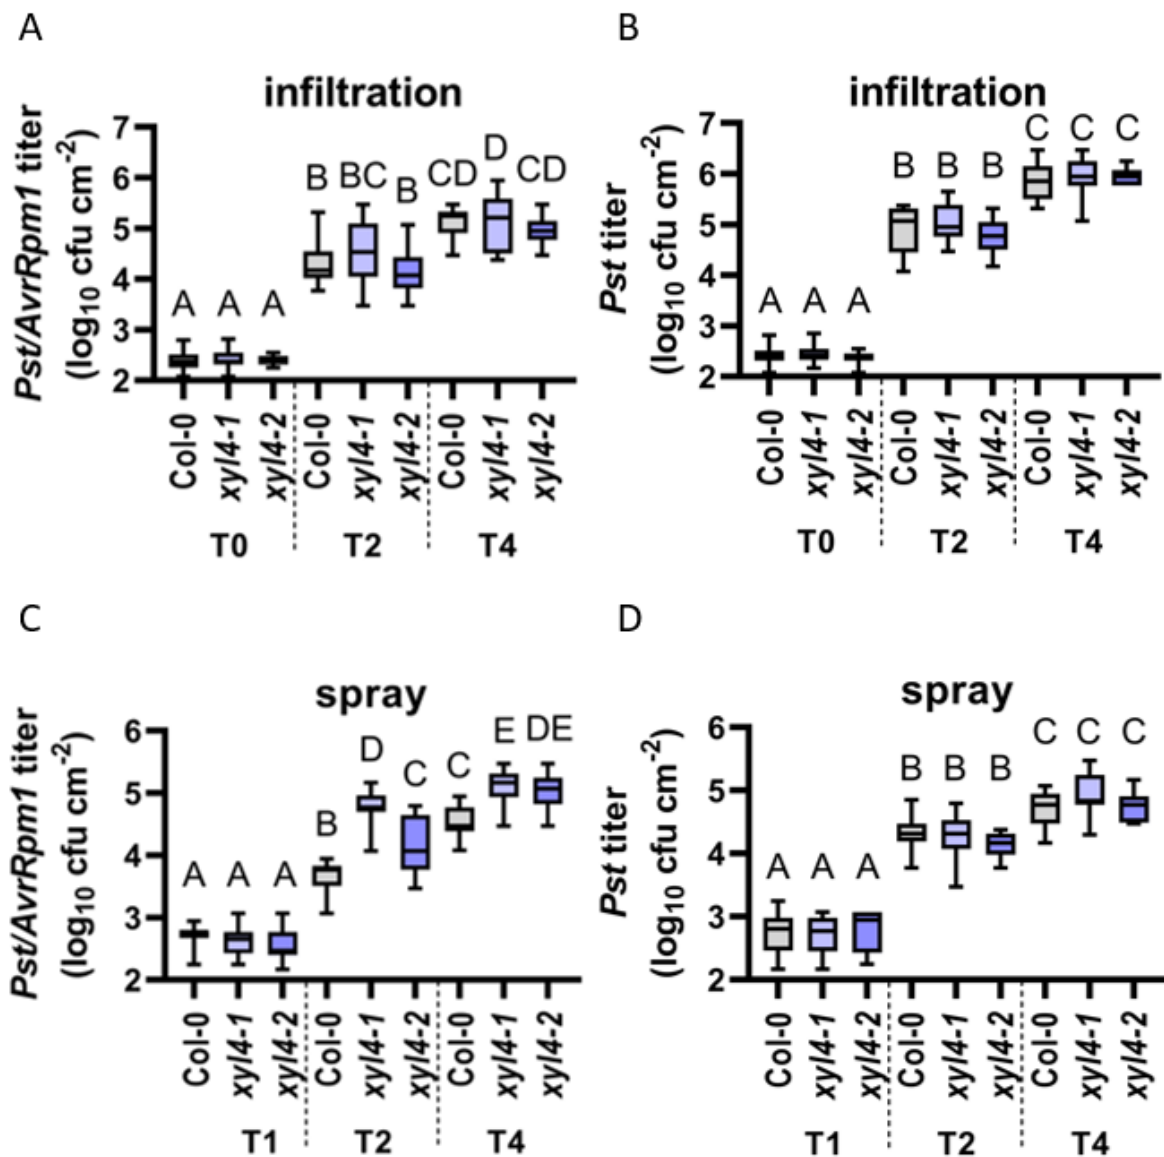 A
infiltration
Pst/AvrRpm1 titer
(log10 cfu cm-2)
7
6
5
4
3
2
A A A B BC B CD D CD
Col-0 xyl4-1 xyl4-2 Col-0 xyl4-1 xyl4-2 Col-0 xyl4-1 xyl4-2
T0 T2 T4
B
infiltration
Pst titer
(log10 cfu cm-2)
7
6
5
4
3
2
A A A B B B C C C
Col-0 xyl4-1 xyl4-2 Col-0 xyl4-1 xyl4-2 Col-0 xyl4-1 xyl4-2
T0 T2 T4
C
spray
Pst/AvrRpm1 titer
(log10 cfu cm-2)
6
5
4
3
2
A A A B D C C E DE
Col-0 xyl4-1 xyl4-2 Col-0 xyl4-1 xyl4-2 Col-0 xyl4-1 xyl4-2
T1 T2 T4
D
spray
Pst titer
(log10 cfu cm-2)
6
5
4
3
2
A A A B B B C C C
Col-0 xyl4-1 xyl4-2 Col-0 xyl4-1 xyl4-2 Col-0 xyl4-1 xyl4-2
T1 T2 T4